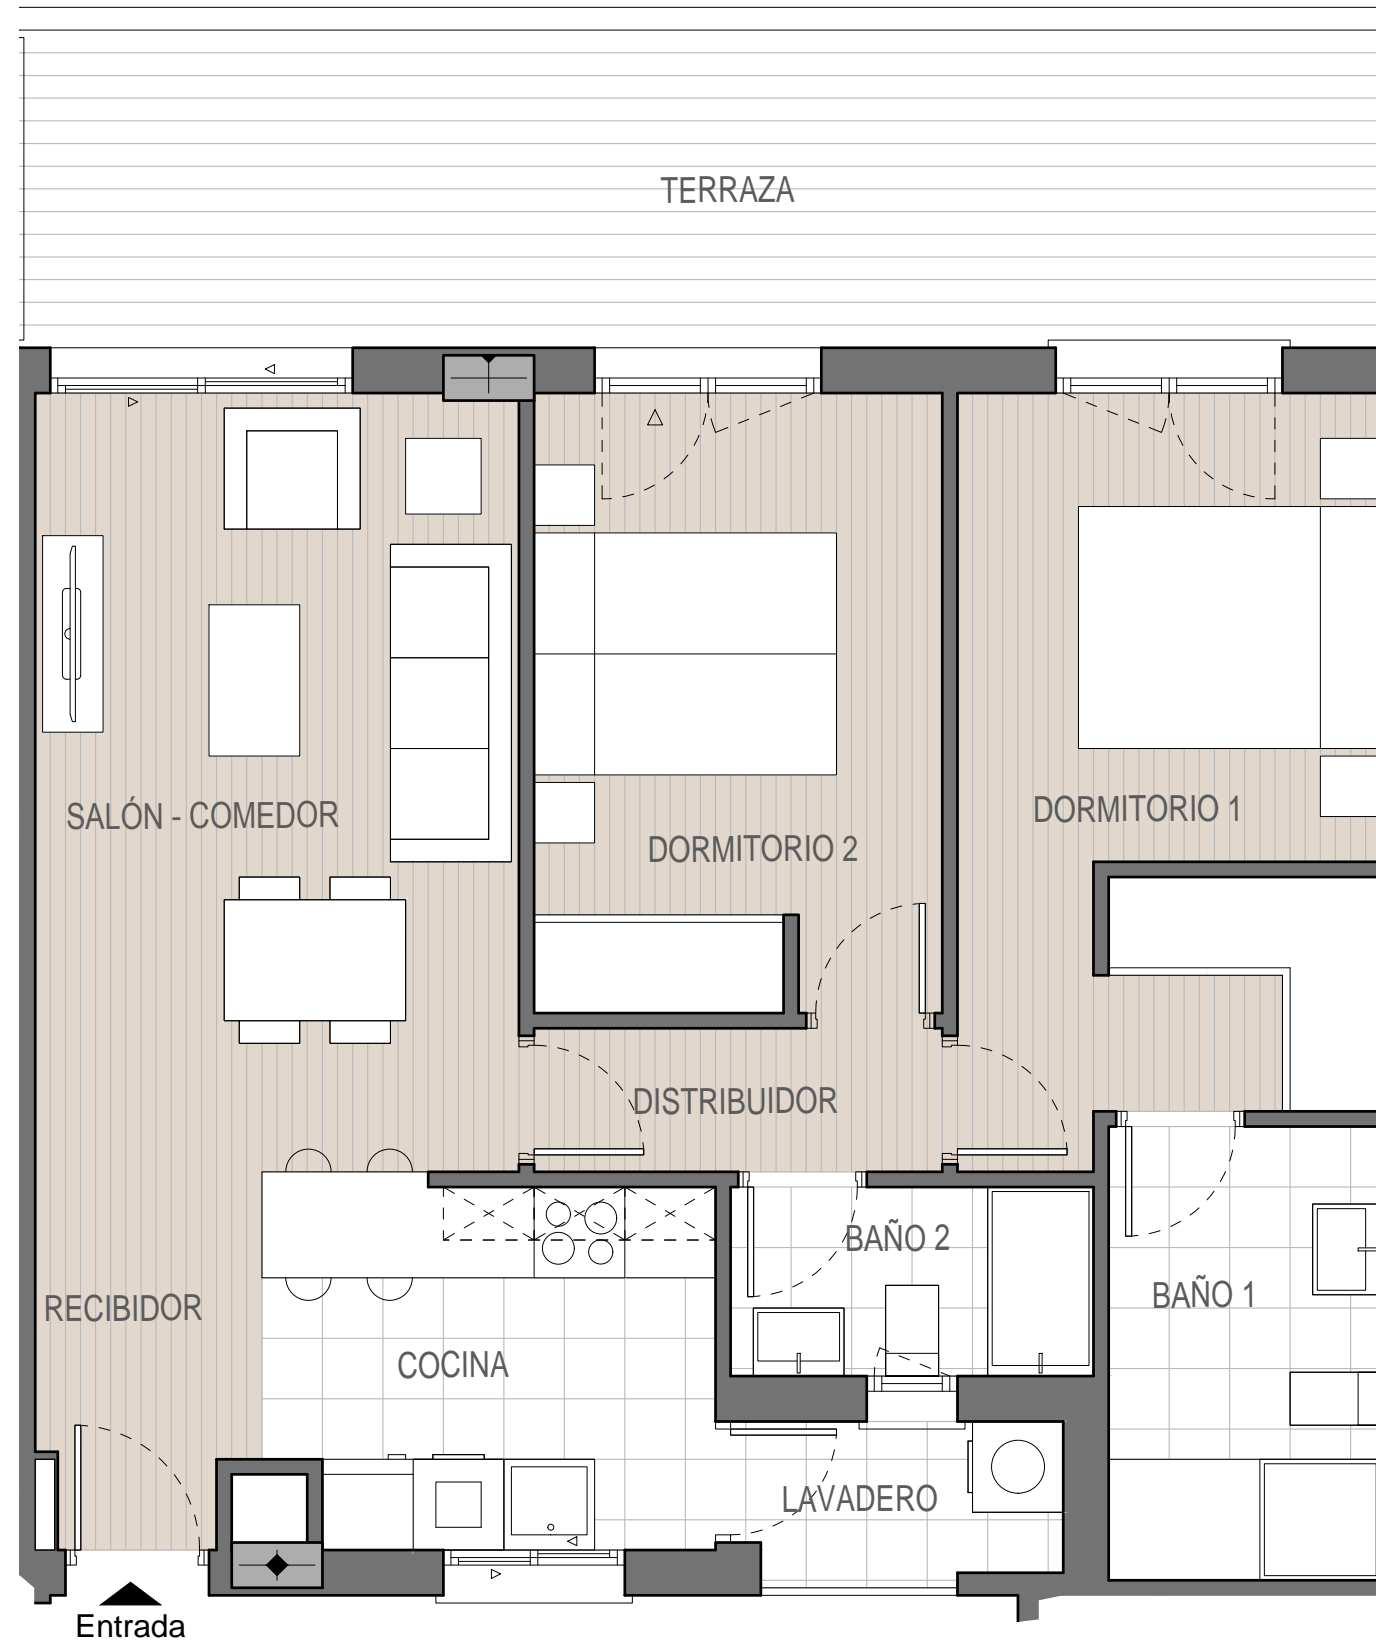 TERRAZA
SALÓN - COMEDOR
DORMITORIO 2
DORMITORIO 1
DISTRIBUIDOR
RECIBIDOR
COCINA
BAÑO 2
BAÑO 1
LAVADERO
Entrada